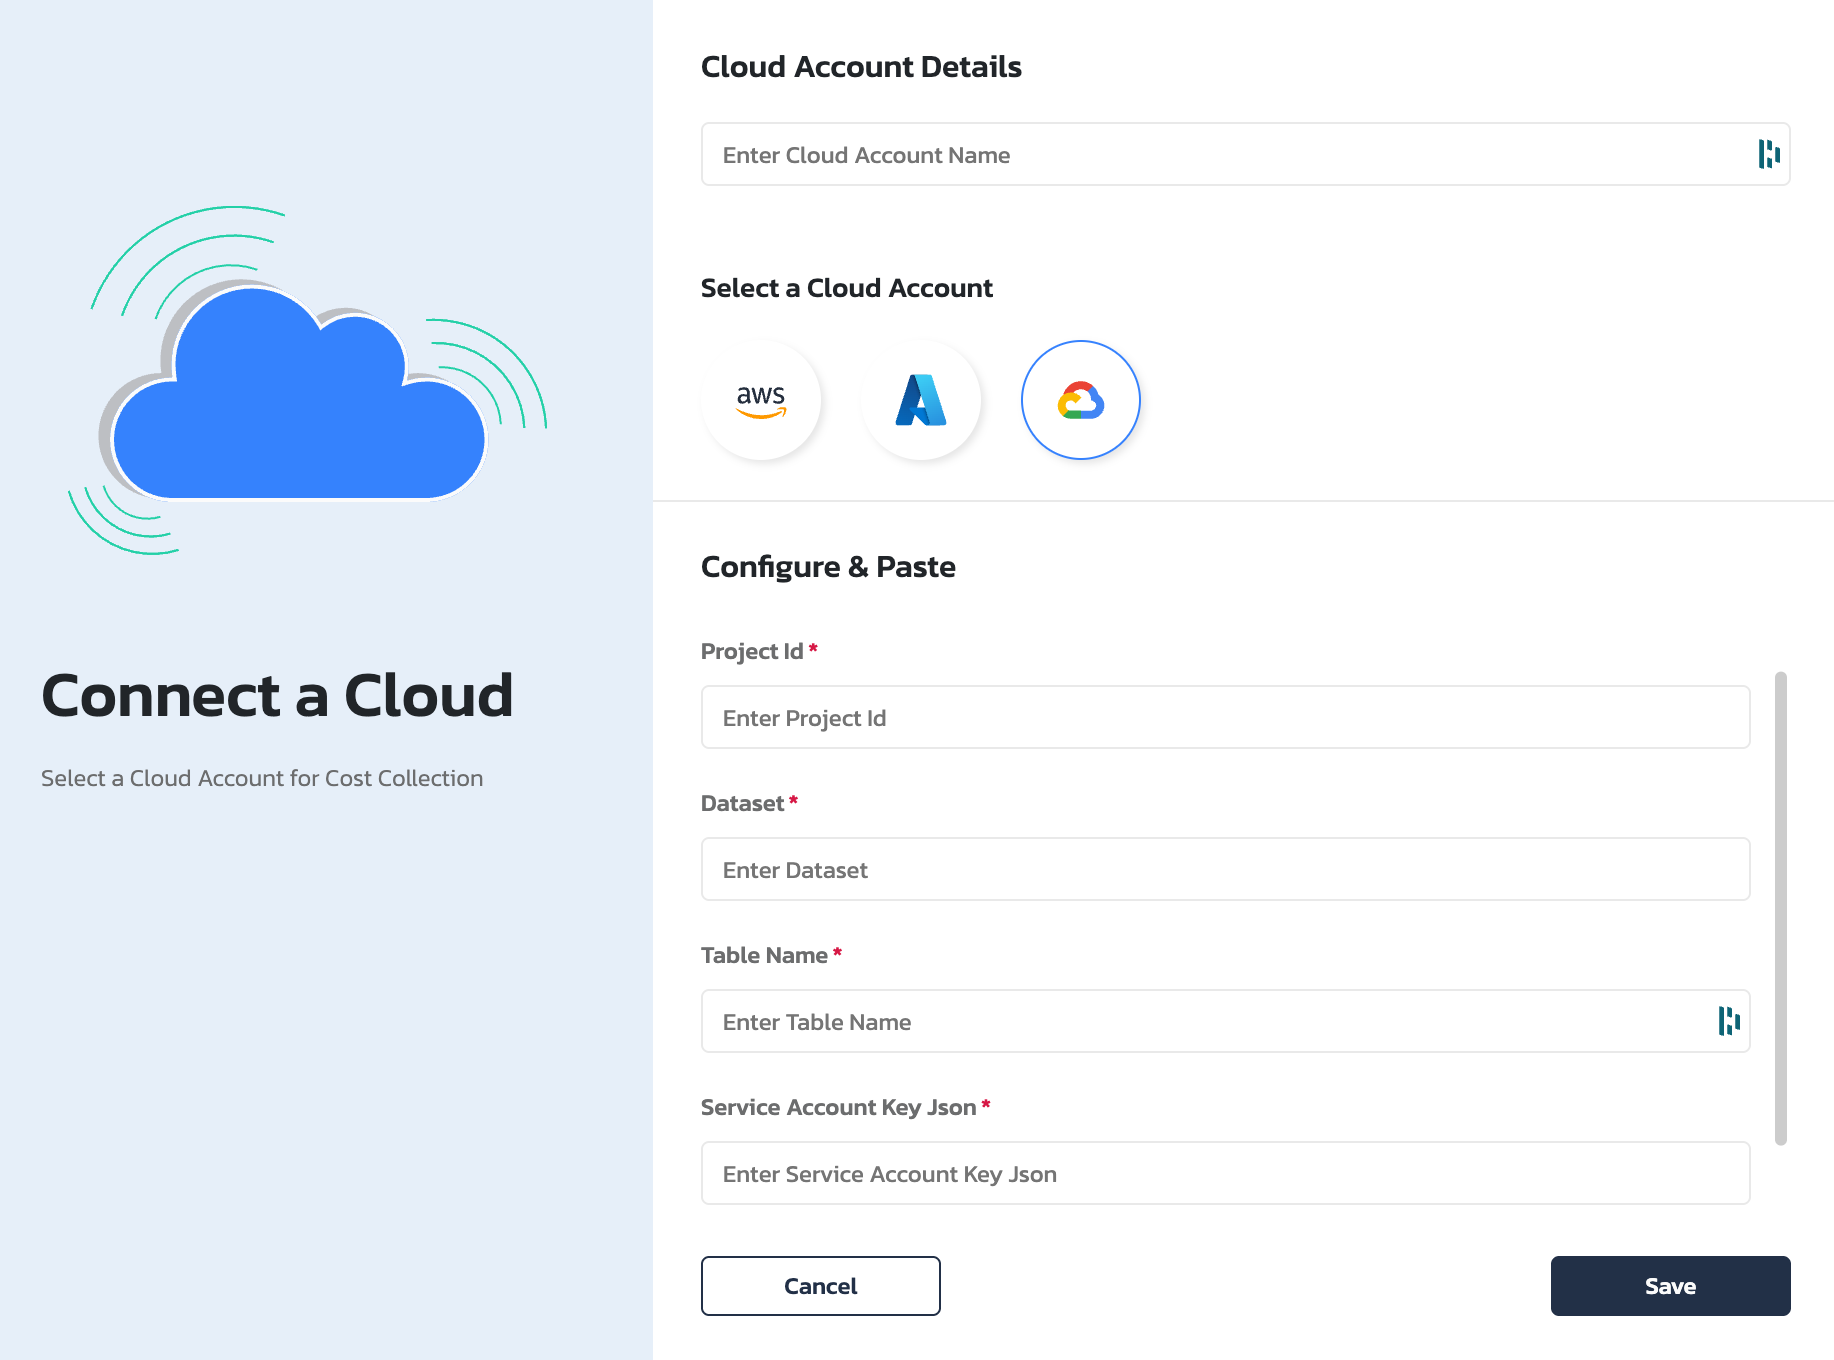 Connect a Cloud
Select a Cloud Account for Cost Collection
Cloud Account Details
Enter Cloud Account Name
Select a Cloud Account
aws
Configure & Paste
Project Id *
Enter Project Id
Dataset *
Enter Dataset
Table Name *
Enter Table Name
Service Account Key Json *
Enter Service Account Key Json
Cancel
Save